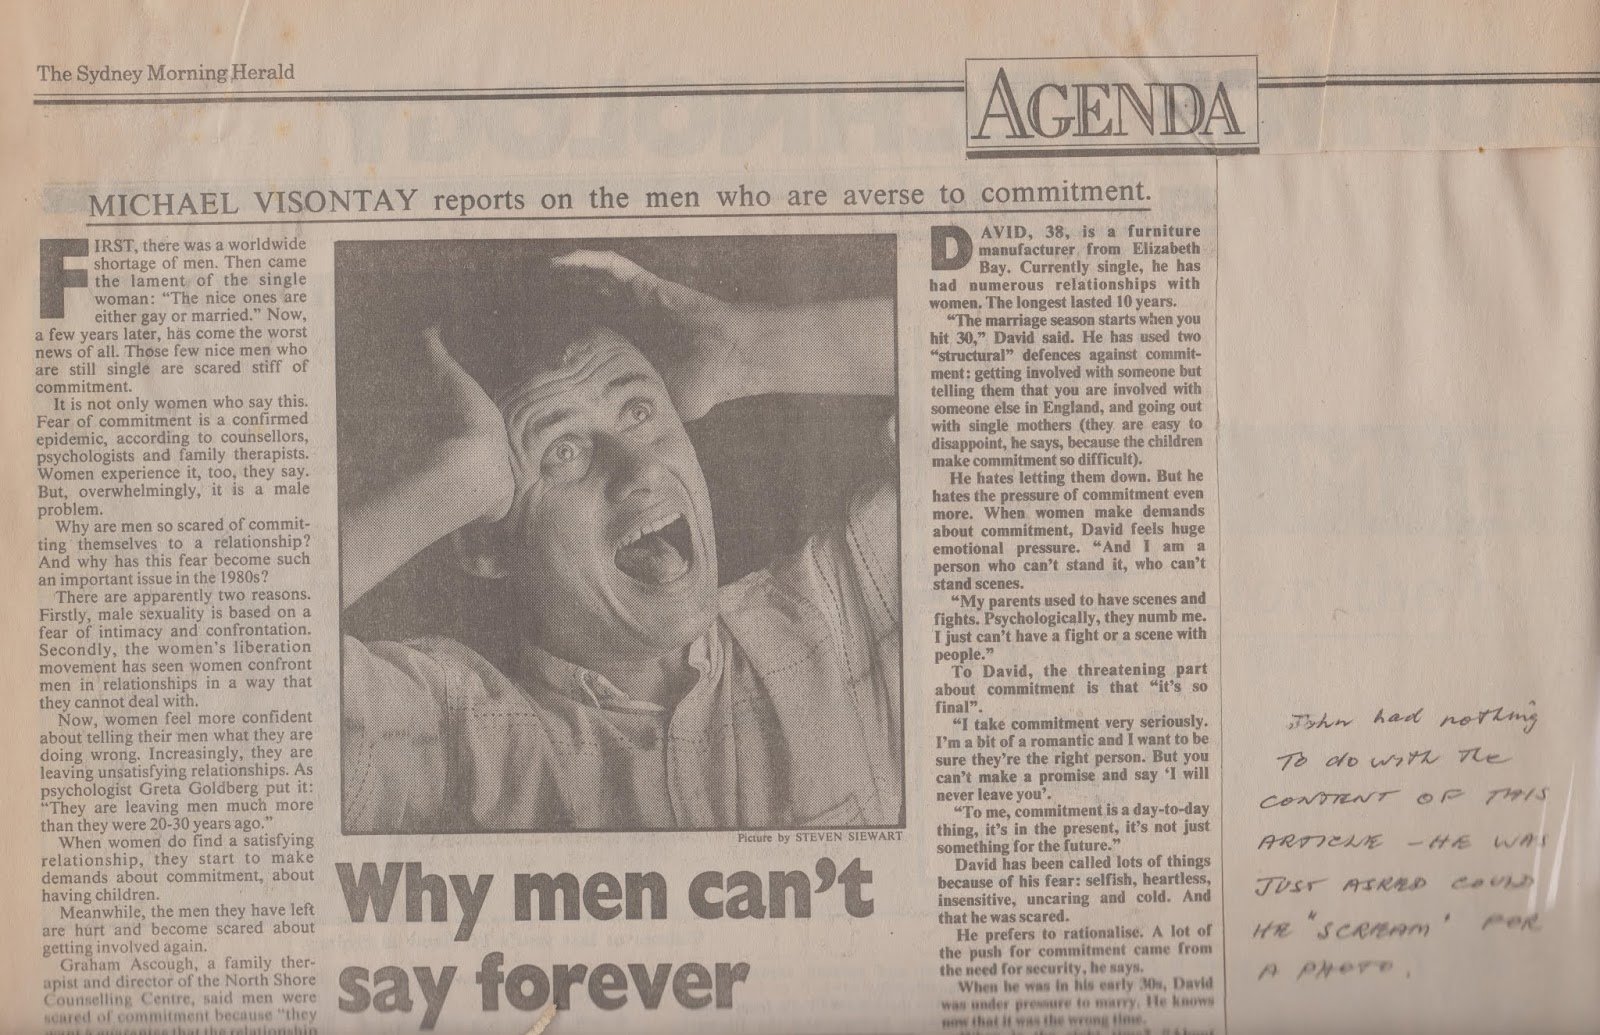 The Sydney Morning Herald
AGENDA
MICHAEL VISONTAY reports on the men who are averse to commitment.
FIRST, there was a worldwide
shortage of men. Then came
the lament of the single
woman: “The nice ones are
either gay or married.” Now,
a few years later, has come the worst
news of all. Those few nice men who
are still single are scared stiff of
commitment.
It is not only women who say this.
Fear of commitment is a confirmed
epidemic, according to counsellors,
psychologists and family therapists.
Women experience it, too, they say.
But, overwhelmingly, it is a male
problem.
Why are men so scared of commit-
ting themselves to a relationship?
And why has this fear become such
an important issue in the 1980s?
There are apparently two reasons.
Firstly, male sexuality is based on a
fear of intimacy and confrontation.
Secondly, the women’s liberation
movement has seen women confront
men in relationships in a way that
they cannot deal with.
Now, women feel more confident
about telling their men what they are
doing wrong. Increasingly, they are
leaving unsatisfying relationships. As
psychologist Greta Goldberg put it:
“They are leaving men much more
than they were 20-30 years ago.”
When women do find a satisfying
relationship, they start to make
demands about commitment, about
having children.
Meanwhile, the men they have left
are hurt and become scared about
getting involved again.
Graham Ascough, a family ther-
apist and director of the North Shore
Counselling Centre, said men were
scared of commitment because “they
want a guarantee that the relationship
Picture by STEVEN SIEWART
Why men can’t
say forever
DAVID, 38, is a furniture
manufacturer from Elizabeth
Bay. Currently single, he has
had numerous relationships with
women. The longest lasted 10 years.
“The marriage season starts when you
hit 30,” David said. He has used two
“structural” defences against commit-
ment: getting involved with someone but
telling them that you are involved with
someone else in England, and going out
with single mothers (they are easy to
disappoint, he says, because the children
make commitment so difficult).
He hates letting them down. But he
hates the pressure of commitment even
more. When women make demands
about commitment, David feels huge
emotional pressure. “And I am a
person who can’t stand it, who can’t
stand scenes.
“My parents used to have scenes and
fights. Psychologically, they numb me.
I just can’t have a fight or a scene with
people.”
To David, the threatening part
about commitment is that “it’s so
final”.
“I take commitment very seriously.
I’m a bit of a romantic and I want to be
sure they’re the right person. But you
can’t make a promise and say ‘I will
never leave you’.
“To me, commitment is a day-to-day
thing, it’s in the present, it’s not just
something for the future.”
David has been called lots of things
because of his fear: selfish, heartless,
insensitive, uncaring and cold. And
that he was scared.
He prefers to rationalise. A lot of
the push for commitment came from
the need for security, he says.
When he was in his early 30s, David
was under pressure to marry. He knows
now that it was the wrong time.
John had nothing
To do with the
CONTENT OF THIS
ARTICLE - HE WAS
JUST ASKED COULD
HE "SCREAM" FOR
A PHOTO.